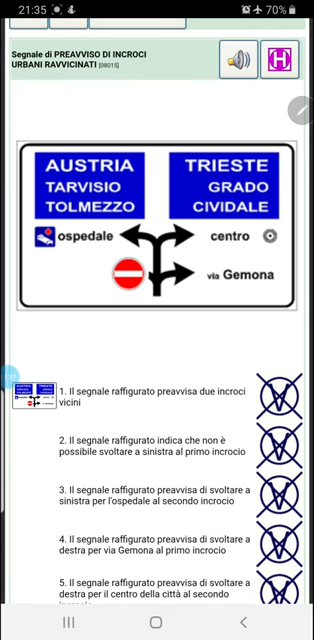 21:35
70%
Segnale di PREAVVISO DI INCROCI
URBANI RAVVICINATI [08015]
H
AUSTRIA
TARVISIO
TOLMEZZO
TRIESTE
GRADO
CIVIDALE
ospedale
centro
via Gemona
1. Il segnale raffigurato preavvisa due incroci
vicini
V
2. Il segnale raffigurato indica che non è
possibile svoltare a sinistra al primo incrocio
V
3. Il segnale raffigurato preavvisa di svoltare a
sinistra per l'ospedale al secondo incrocio
V
4. Il segnale raffigurato preavvisa di svoltare a
destra per via Gemona al primo incrocio
V
5. Il segnale raffigurato preavvisa di svoltare a
destra per il centro della città al secondo
V